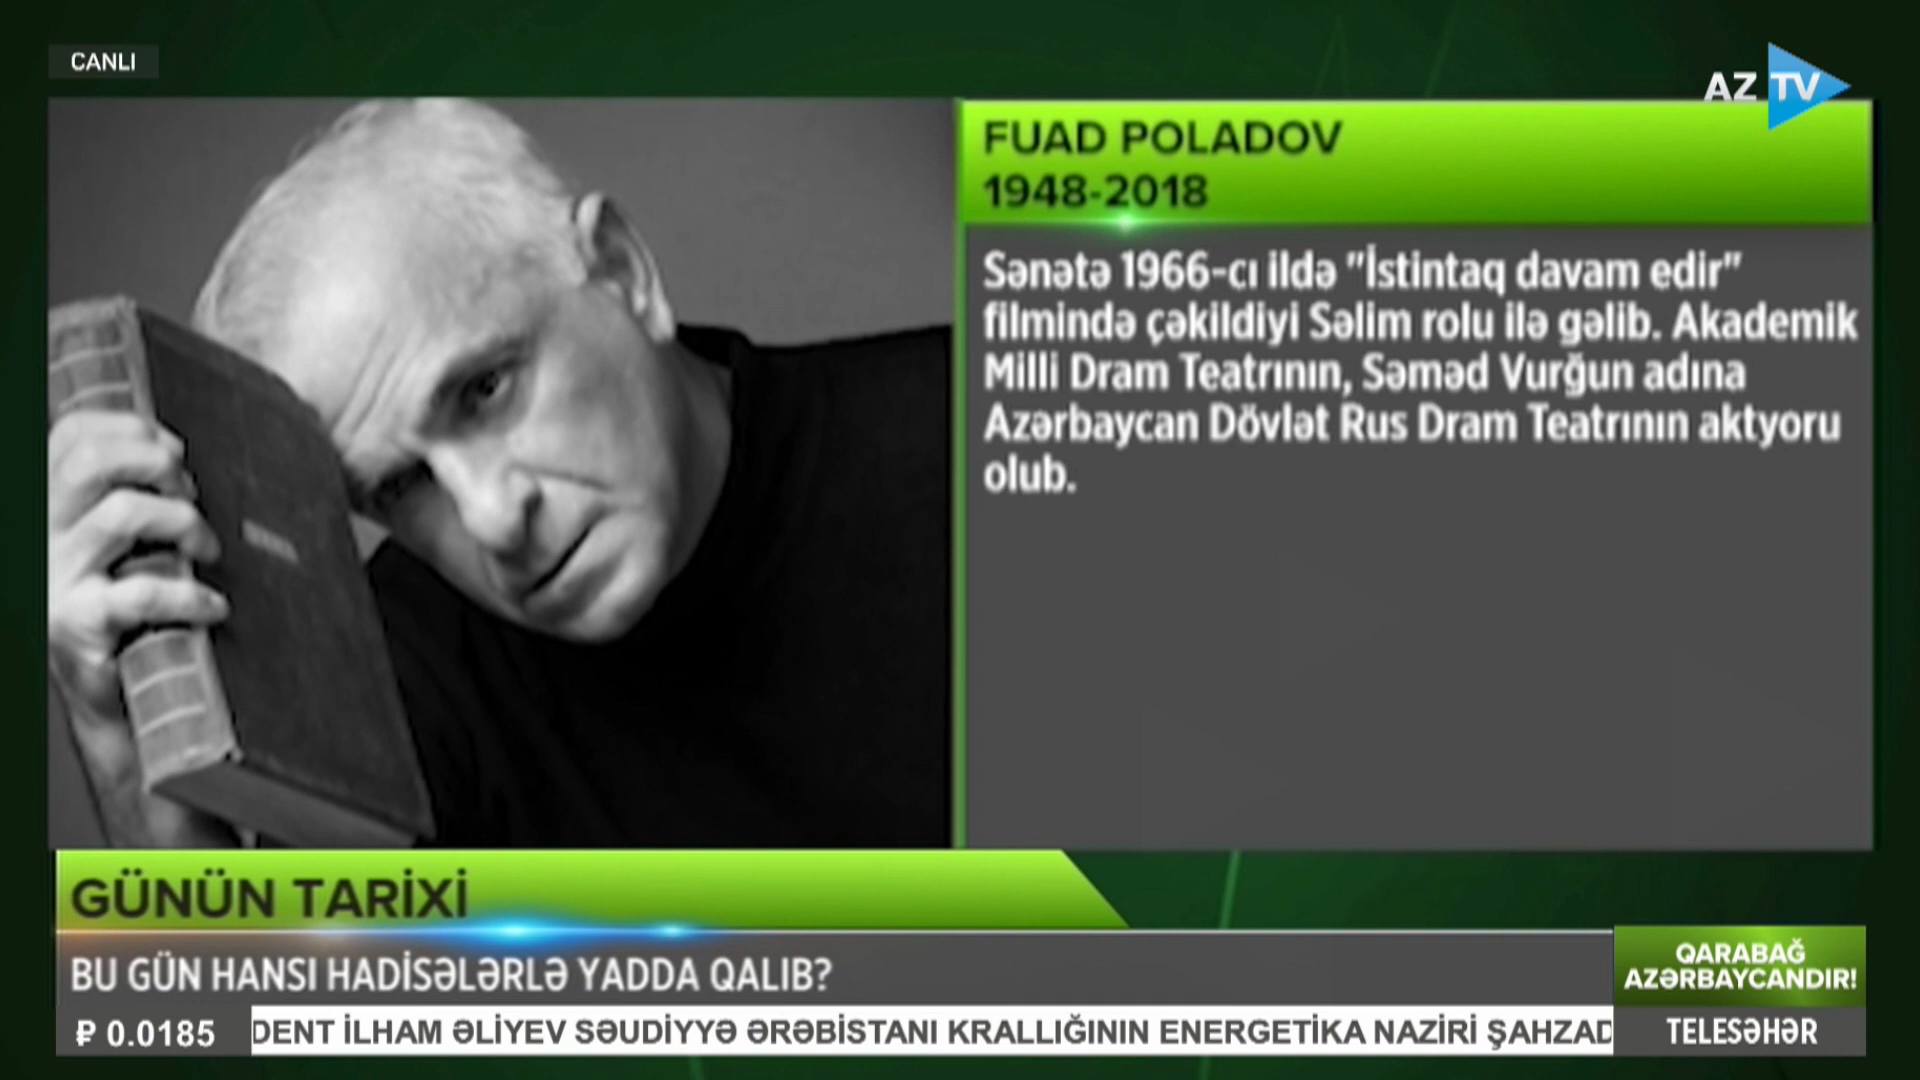 CANLI
AZ TV
FUAD POLADOV
1948-2018
Sənətə 1966-cı ildə "İstintaq davam edir"
filmində çəkildiyi Səlim rolu ilə gəlib. Akademik
Milli Dram Teatrının, Səməd Vurğun adına
Azərbaycan Dövlət Rus Dram Teatrının aktyoru
olub.
GÜNÜN TARİXİ
BU GÜN HANSI HADİSƏLƏRLƏ YADDA QALIB?
QARABAĞ
AZƏRBAYCANDIR!
₽ 0.0185
DENT İLHAM ƏLİYEV SƏUDİYYƏ ƏRƏBİSTANI KRALLIĞININ ENERGETİKA NAZİRİ ŞAHZAD
TELESƏHƏR